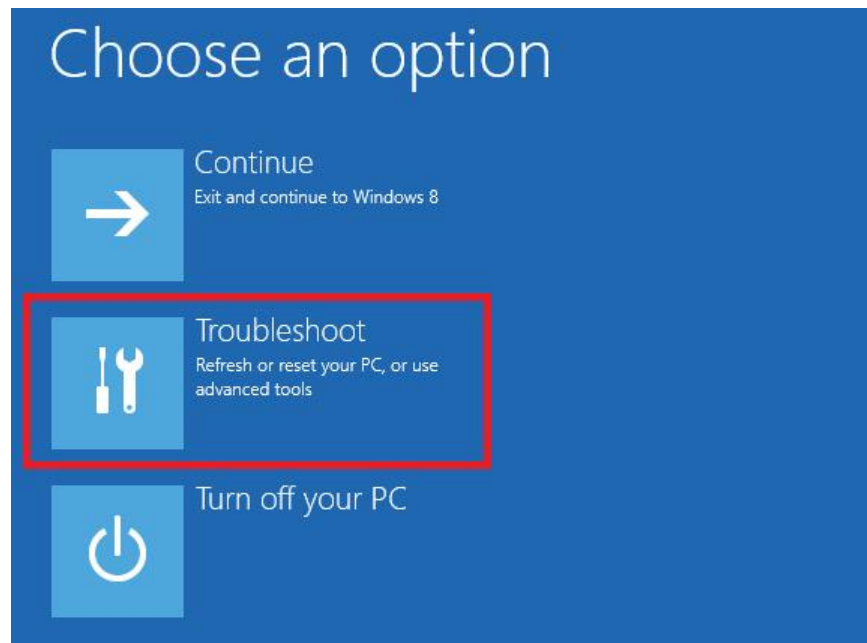 Choose an option
Continue
Exit and continue to Windows 8
Troubleshoot
Refresh or reset your PC, or use
advanced tools
Turn off your PC